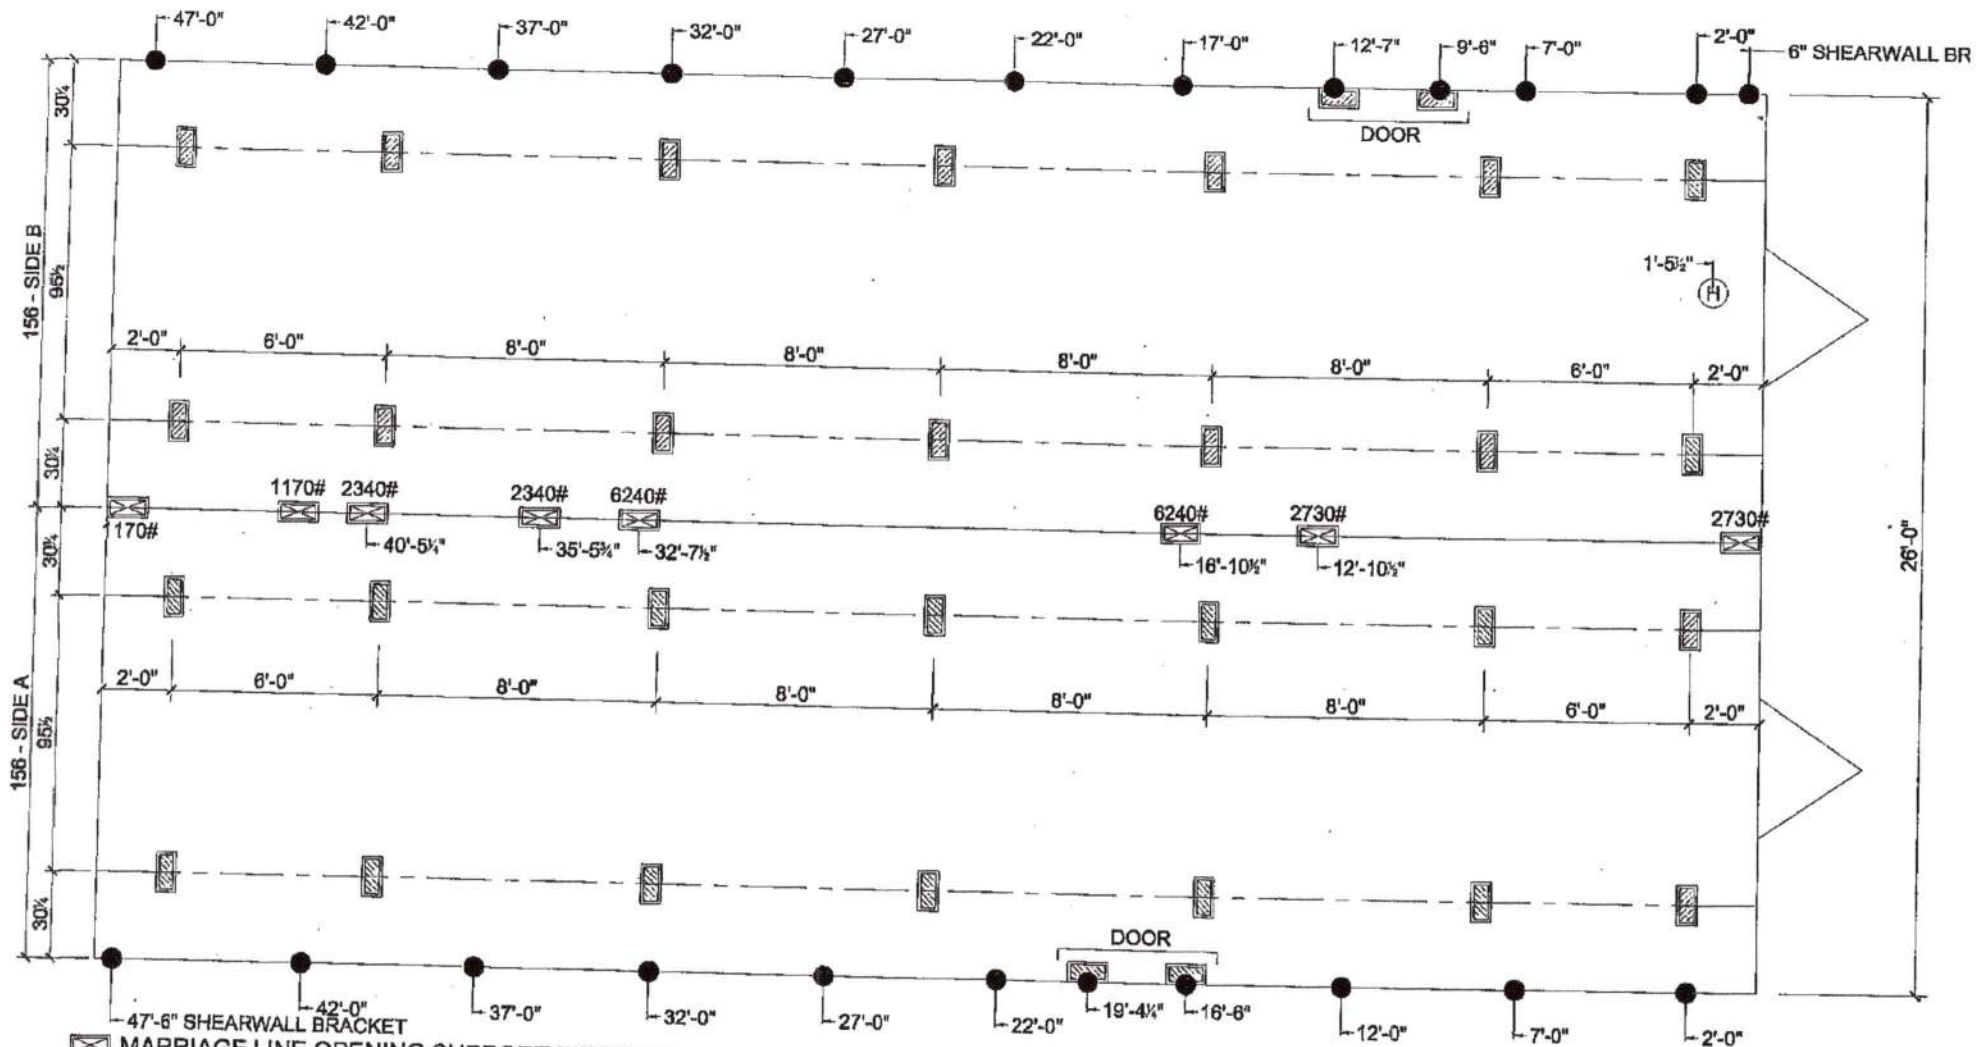 47'-0"
42'-0"
37'-0"
32'-0"
27'-0"
22'-0"
17'-0"
12'-7"
9'-6"
7'-0"
2'-0"
6" SHEARWALL BR
DOOR
30¼
95½
30¼
156 - SIDE B
1'-5½"
H
2'-0" 6'-0" 8'-0" 8'-0" 8'-0" 8'-0" 6'-0" 2'-0"
170# 1170# 2340# 2340# 6240# 6240# 2730# 2730#
40'-5¼" 35'-5¾" 32'-7½" 16'-10½" 12'-10½"
26'-0"
30¼
95½
30¼
156 - SIDE A
2'-0" 6'-0" 8'-0" 8'-0" 8'-0" 8'-0" 6'-0" 2'-0"
DOOR
47'-6" SHEARWALL BRACKET
42'-0"
37'-0"
32'-0"
27'-0"
22'-0"
19'-4¼"
16'-6"
12'-0"
7'-0"
2'-0"
MARRIAGE LINE OPENING SUPPORT